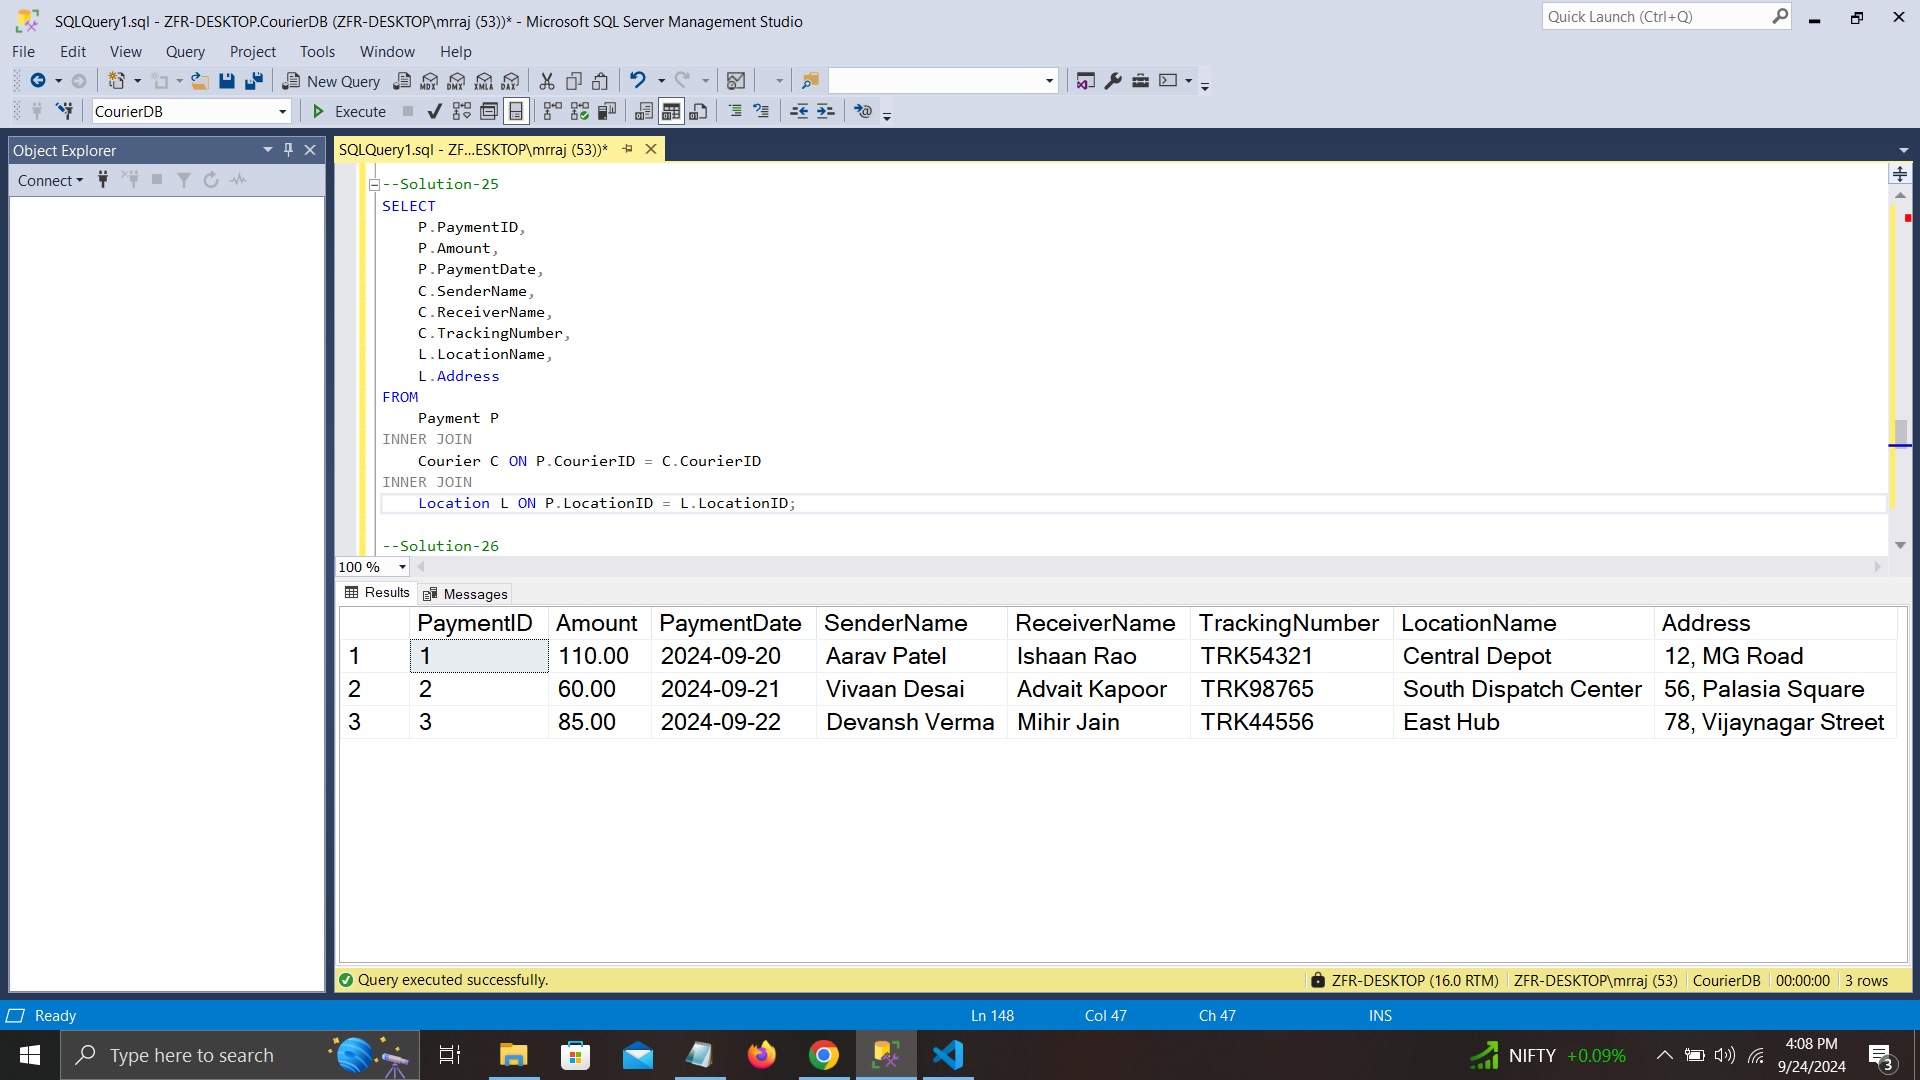 SQLQuery1.sql - ZFR-DESKTOP.CourierDB (ZFR-DESKTOP\mrraj (53))* - Microsoft SQL Server Management Studio
Quick Launch (Ctrl+Q)
File Edit View Query Project Tools Window Help
New Query MDX DMX XMLA DAX
CourierDB Execute
Object Explorer
Connect
SQLQuery1.sql - ZF...ESKTOP\mrraj (53))*
--Solution-25
SELECT
P.PaymentID,
P.Amount,
P.PaymentDate,
C.SenderName,
C.ReceiverName,
C.TrackingNumber,
L.LocationName,
L.Address
FROM
Payment P
INNER JOIN
Courier C ON P.CourierID = C.CourierID
INNER JOIN
Location L ON P.LocationID = L.LocationID;
--Solution-26
100 %
Results Messages
PaymentID Amount PaymentDate SenderName ReceiverName TrackingNumber LocationName Address
1 1 110.00 2024-09-20 Aarav Patel Ishaan Rao TRK54321 Central Depot 12, MG Road
2 2 60.00 2024-09-21 Vivaan Desai Advait Kapoor TRK98765 South Dispatch Center 56, Palasia Square
3 3 85.00 2024-09-22 Devansh Verma Mihir Jain TRK44556 East Hub 78, Vijaynagar Street
Query executed successfully. ZFR-DESKTOP (16.0 RTM) ZFR-DESKTOP\mrraj (53) CourierDB 00:00:00 3 rows
Ready Ln 148 Col 47 Ch 47 INS
Type here to search NIFTY +0.09% 4:08 PM
9/24/2024 3